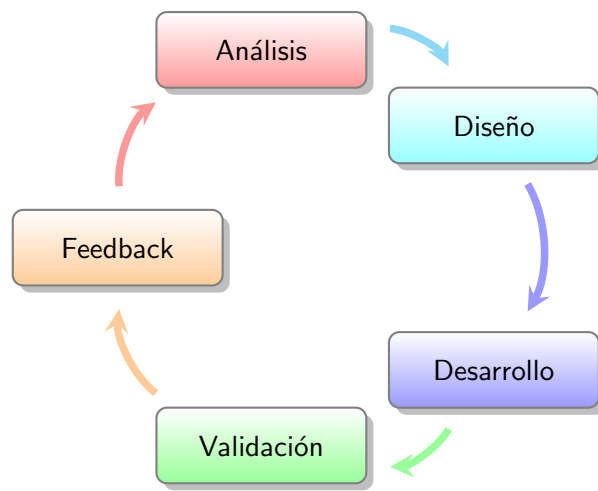 Análisis
Diseño
Desarrollo
Validación
Feedback